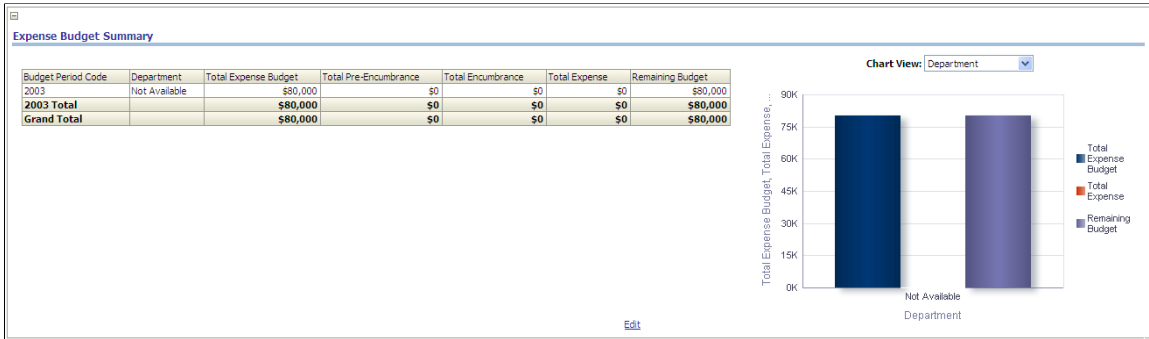 Expense Budget Summary
Budget Period Code Department Total Expense Budget Total Pre-Encumbrance Total Encumbrance Total Expense Remaining Budget
2003 Not Available $80,000 $0 $0 $0 $80,000
2003 Total $80,000 $0 $0 $0 $80,000
Grand Total $80,000 $0 $0 $0 $80,000
Edit
Chart View: Department
Total Expense Budget, Total Expense, ...
90K
75K
60K
45K
30K
15K
0K
Not Available
Department
Total
Expense
Budget
Total
Expense
Remaining
Budget